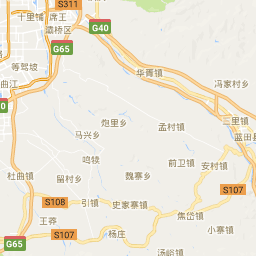 S311
十里铺
席王
灞桥区
G40
G65
等驾坡
曲江
华胥镇
冯家村乡
三里镇
蓝田县
孟村镇
炮里乡
马兴乡
鸣犊
前卫镇
安村镇
杜曲镇
留村乡
魏寨乡
S107
S108
引镇
史家寨镇
焦岱镇
王莽
S107
小寨镇
G65
杨庄
汤峪镇